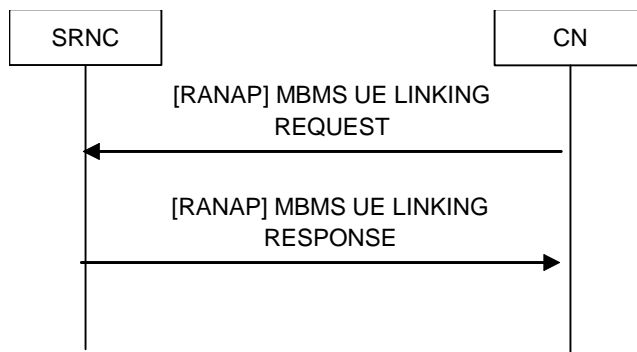 SRNC
CN
[RANAP] MBMS UE LINKING
REQUEST
[RANAP] MBMS UE LINKING
RESPONSE